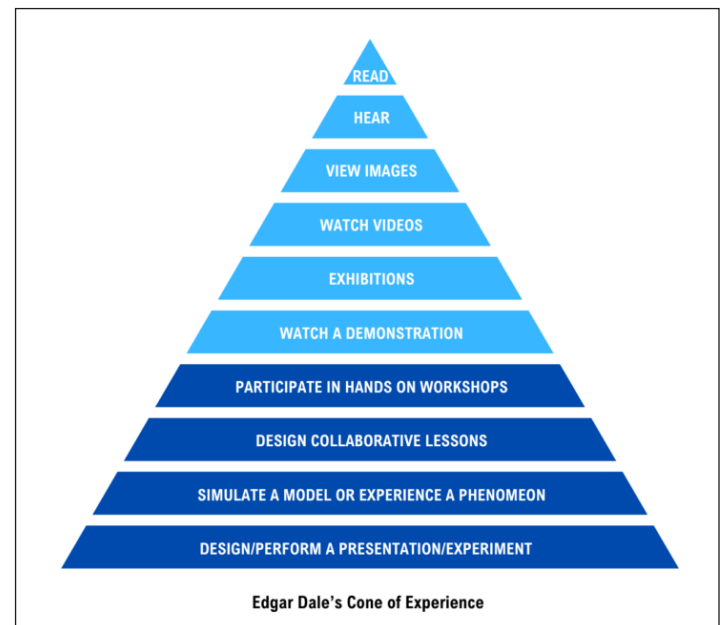 READ
HEAR
VIEW IMAGES
WATCH VIDEOS
EXHIBITIONS
WATCH A DEMONSTRATION
PARTICIPATE IN HANDS ON WORKSHOPS
DESIGN COLLABORATIVE LESSONS
SIMULATE A MODEL OR EXPERIENCE A PHENOMEON
DESIGN/PERFORM A PRESENTATION/EXPERIMENT
Edgar Dale's Cone of Experience